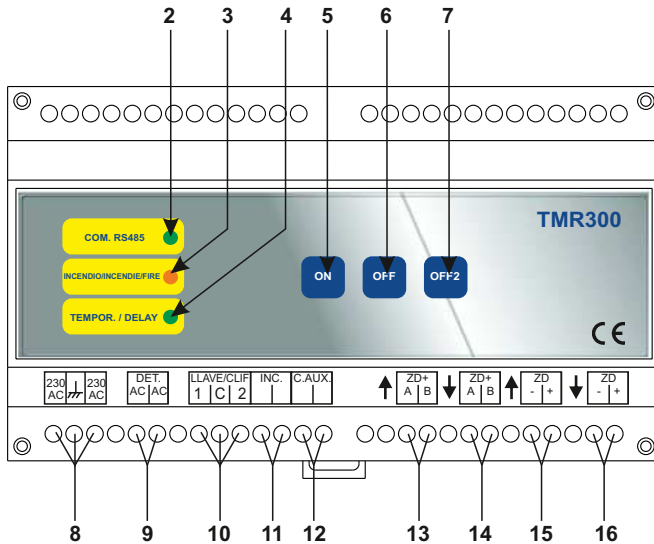 2 3 4 5 6 7
TMR300
COM. RS485
INCENDIO/INCENDIE/FIRE
ON OFF OFF2
TEMPOR. / DELAY
CE
230 230 DET. LLAVE/CLIF INC. C.AUX. ZD+ ZD+ ZD ZD
AC AC AC AC 1 C 2 A B A B - + - +
8 9 10 11 12 13 14 15 16